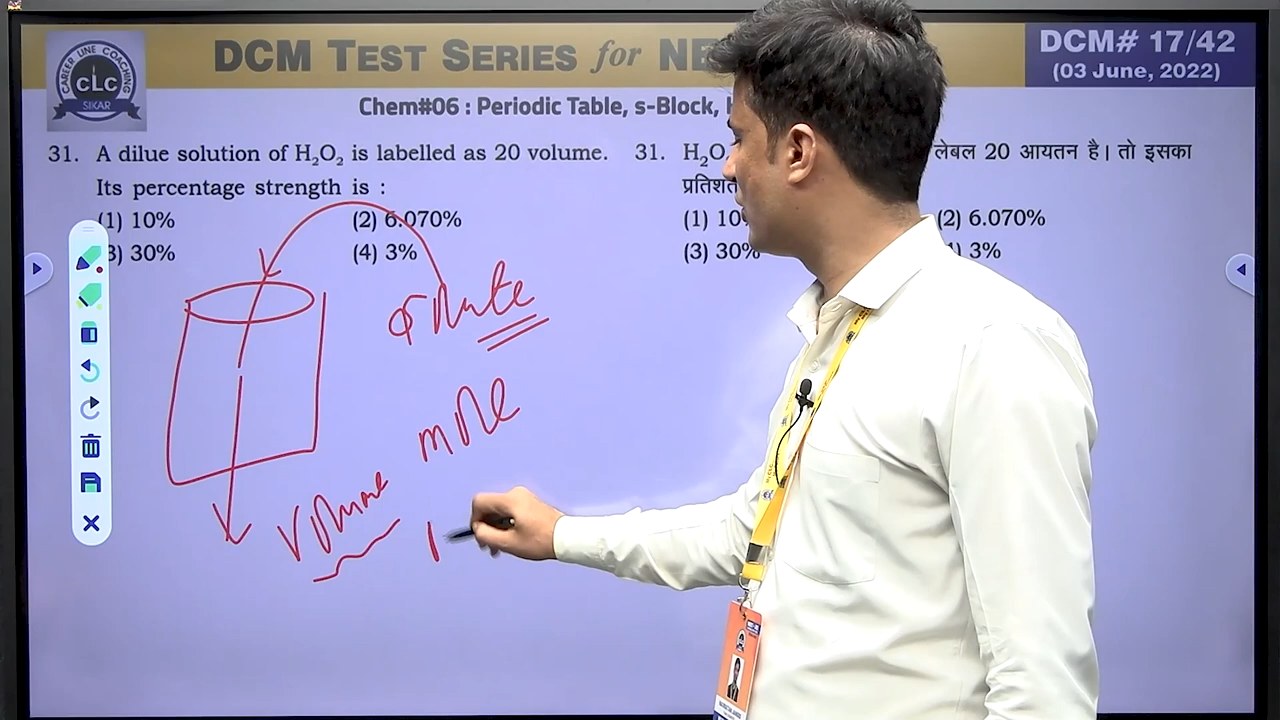 DCM TEST SERIES for NE
DCM# 17/42
(03 June, 2022)
CAREER LINE COACHING
CLC
SIKAR
Chem#06 : Periodic Table, s-Block,
31. A dilue solution of H₂O₂ is labelled as 20 volume.
Its percentage strength is :
(1) 10% (2) 6.070%
3) 30% (4) 3%
31. H₂O लेबल 20 आयतन है। तो इसका
प्रतिशत
(1) 10 (2) 6.070%
(3) 30% ) 3%
mole
Volume